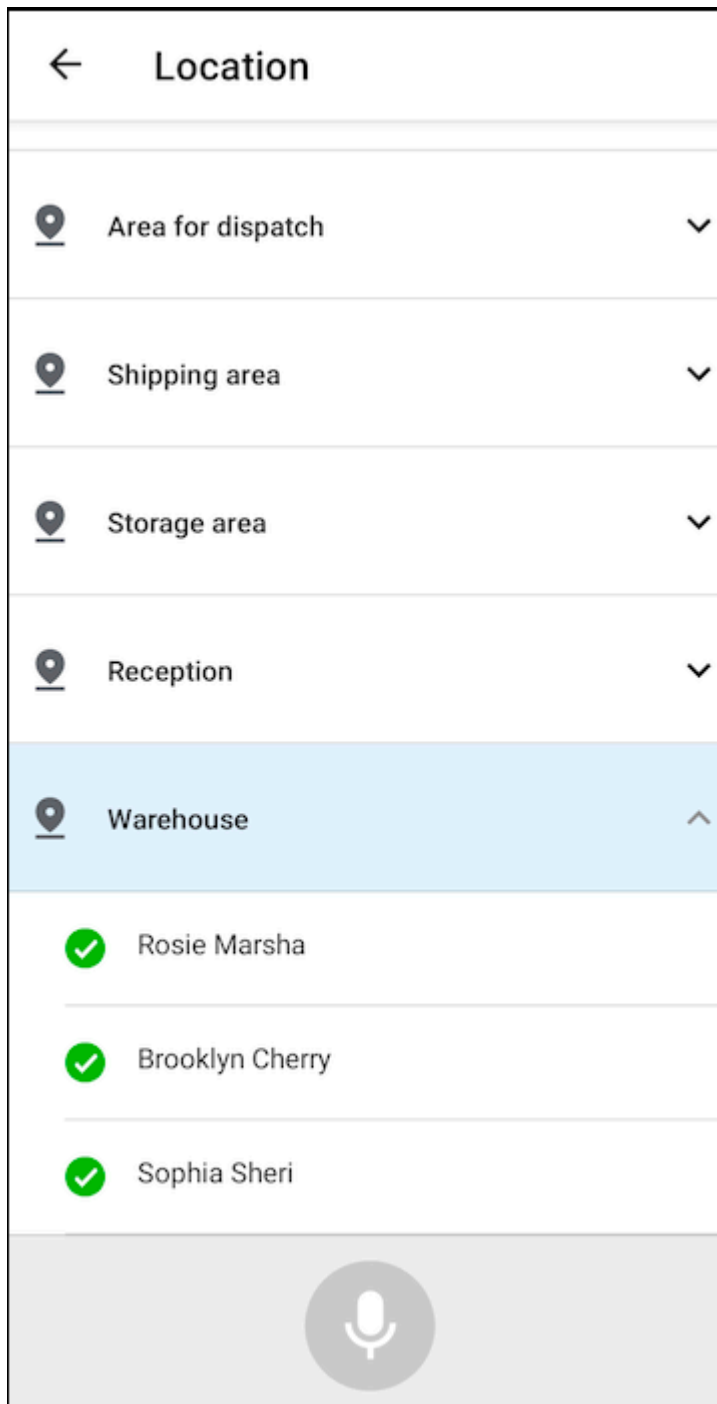 Location
Area for dispatch
Shipping area
Storage area
Reception
Warehouse
Rosie Marsha
Brooklyn Cherry
Sophia Sheri